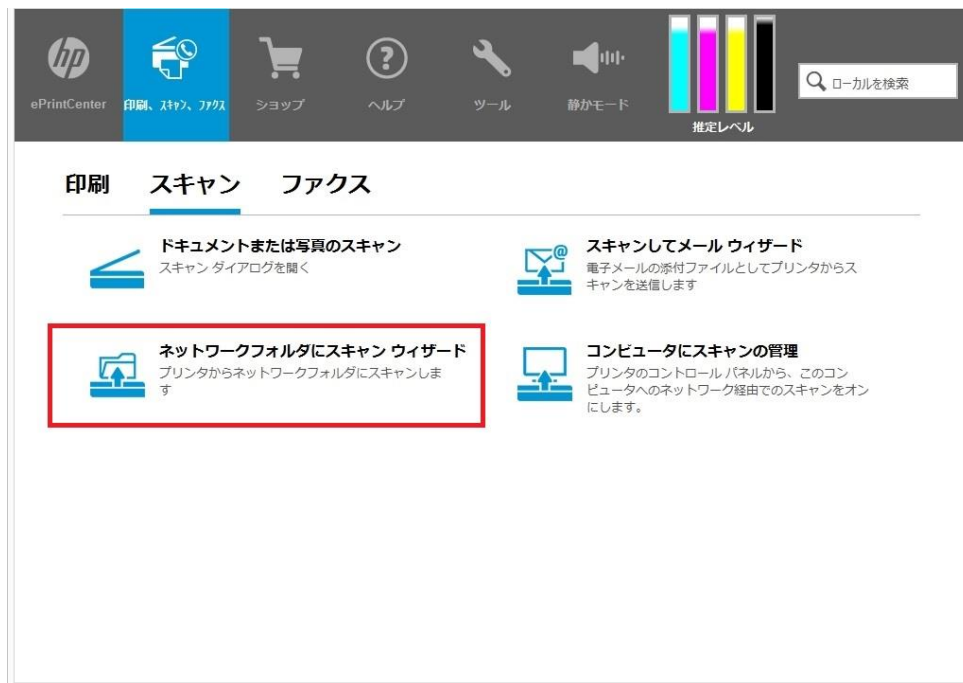 hp
ePrintCenter
印刷、スキャン、ファクス
ショップ
ヘルプ
ツール
静かモード
推定レベル
ローカルを検索
印刷 スキャン ファクス
ドキュメントまたは写真のスキャン
スキャン ダイアログを開く
スキャンしてメール ウィザード
電子メールの添付ファイルとしてプリンタからス
キャンを送信します
ネットワークフォルダにスキャン ウィザード
プリンタからネットワークフォルダにスキャンしま
す
コンピュータにスキャンの管理
プリンタのコントロール パネルから、このコン
ピュータへのネットワーク経由でのスキャンをオン
にします。